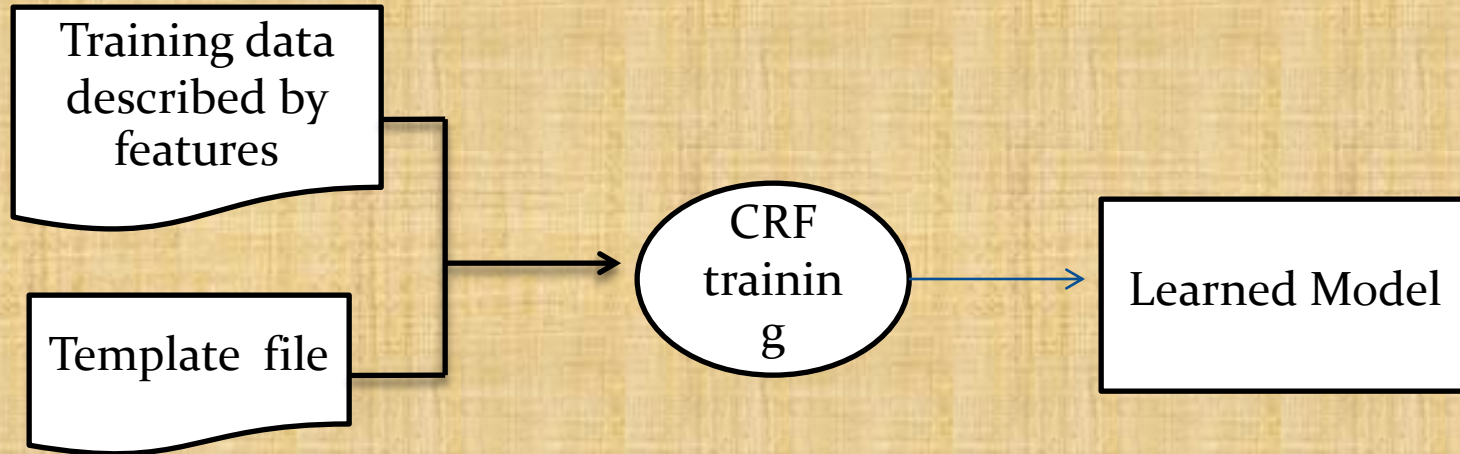 Training data
described by
features
Template file
CRF
trainin
g
Learned Model